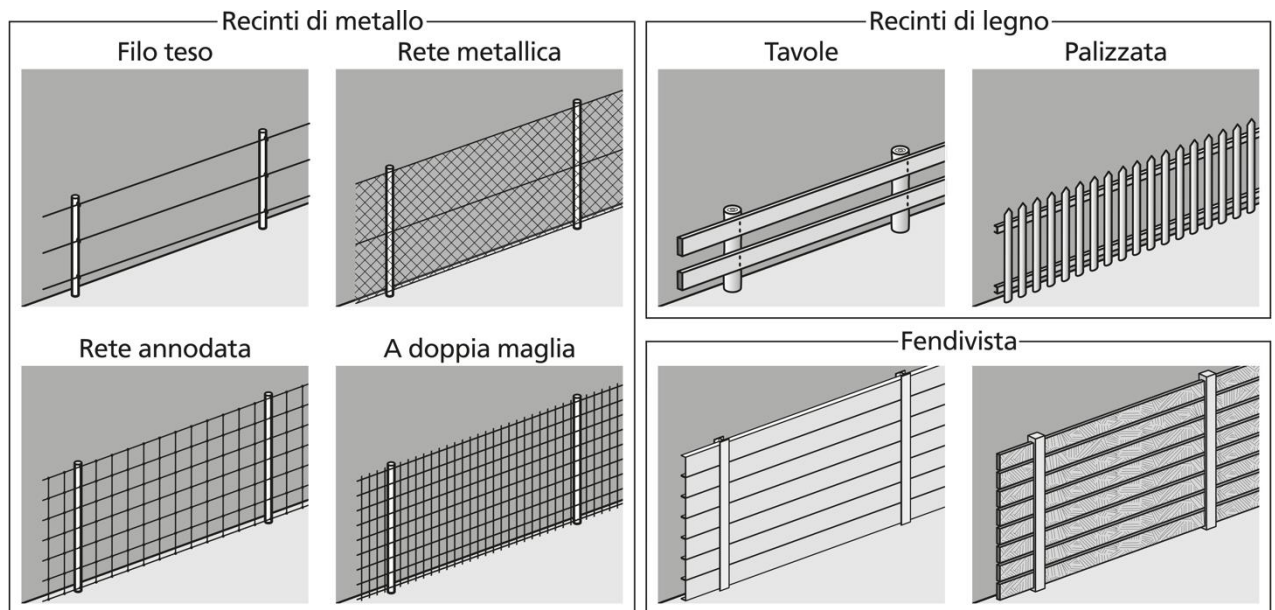 Recinti di metallo
Filo teso
Rete metallica
Rete annodata
A doppia maglia
Recinti di legno
Tavole
Palizzata
Fendivista